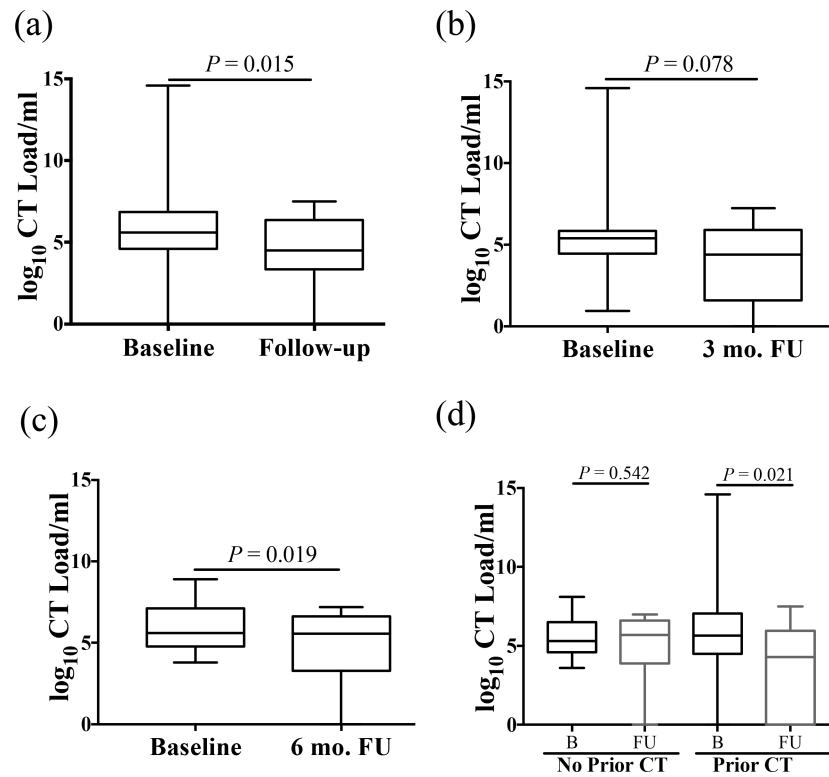 (a)
P = 0.015
15
10
5
0
log10 CT Load/ml
Baseline Follow-up
(b)
P = 0.078
15
10
5
0
log10 CT Load/ml
Baseline 3 mo. FU
(c)
P = 0.019
15
10
5
0
log10 CT Load/ml
Baseline 6 mo. FU
(d)
P = 0.542 P = 0.021
15
10
5
0
log10 CT Load/ml
B FU B FU
No Prior CT Prior CT